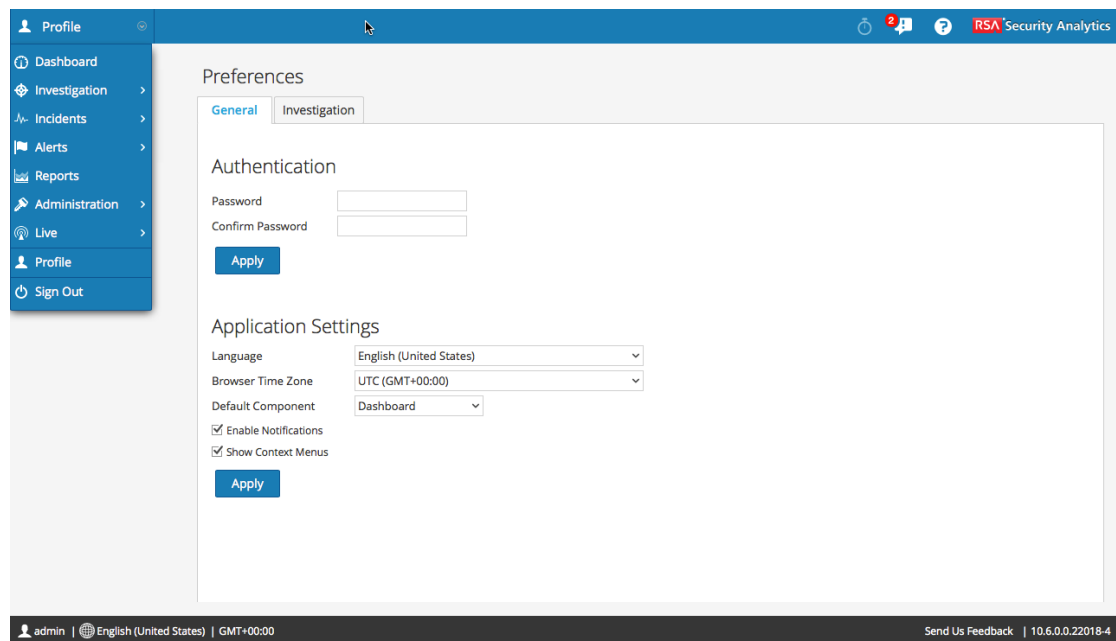 Profile
2
RSA Security Analytics
Dashboard
Investigation
Incidents
Alerts
Reports
Administration
Live
Profile
Sign Out
Preferences
General
Investigation
Authentication
Password
Confirm Password
Apply
Application Settings
Language English (United States)
Browser Time Zone UTC (GMT+00:00)
Default Component Dashboard
Enable Notifications
Show Context Menus
Apply
admin | English (United States) | GMT+00:00
Send Us Feedback | 10.6.0.0.22018-4